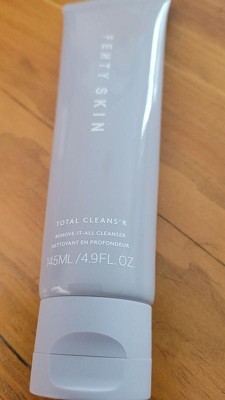 FENTY SKIN
TOTAL CLEANS'R
REMOVE-IT-ALL CLEANSER
NETTOYANT EN PROFONDEUR
145ML/4.9FL.OZ.